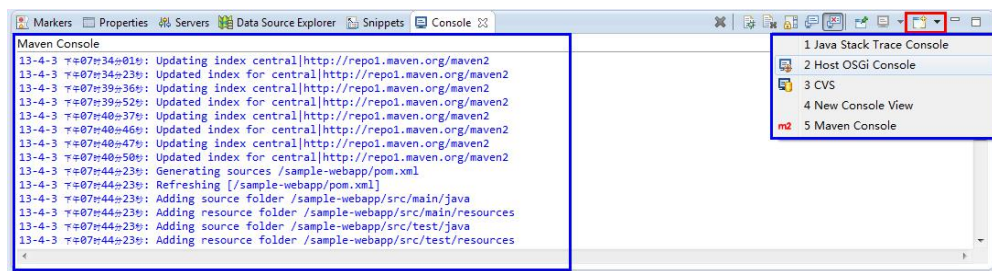 Markers Properties Servers Data Source Explorer Snippets Console
Maven Console
13-4-3 下午07时34分01秒: Updating index central|http://repo1.maven.org/maven2
13-4-3 下午07时34分23秒: Updated index for central|http://repo1.maven.org/maven2
13-4-3 下午07时39分36秒: Updating index central|http://repo1.maven.org/maven2
13-4-3 下午07时39分52秒: Updated index for central|http://repo1.maven.org/maven2
13-4-3 下午07时40分37秒: Updating index central|http://repo1.maven.org/maven2
13-4-3 下午07时40分46秒: Updated index for central|http://repo1.maven.org/maven2
13-4-3 下午07时40分47秒: Updating index central|http://repo1.maven.org/maven2
13-4-3 下午07时40分50秒: Updated index for central|http://repo1.maven.org/maven2
13-4-3 下午07时44分23秒: Generating sources /sample-webapp/pom.xml
13-4-3 下午07时44分23秒: Refreshing [/sample-webapp/pom.xml]
13-4-3 下午07时44分23秒: Adding source folder /sample-webapp/src/main/java
13-4-3 下午07时44分23秒: Adding resource folder /sample-webapp/src/main/resources
13-4-3 下午07时44分23秒: Adding source folder /sample-webapp/src/test/java
13-4-3 下午07时44分23秒: Adding resource folder /sample-webapp/src/test/resources
1 Java Stack Trace Console
2 Host OSGi Console
3 CVS
4 New Console View
m2 5 Maven Console